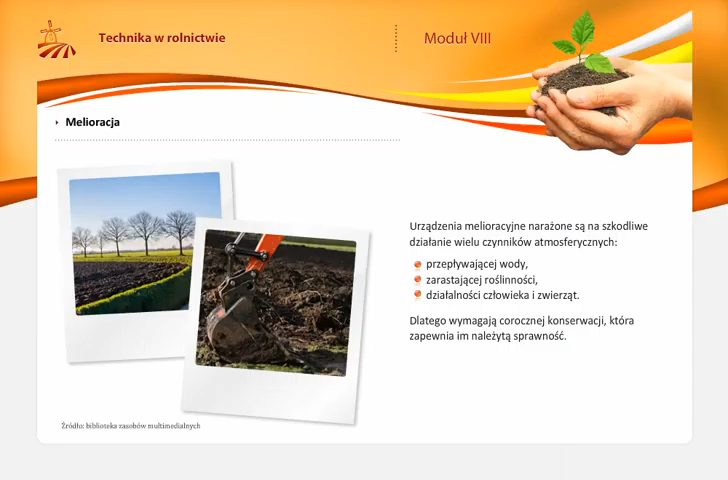 Technika w rolnictwie
Moduł VIII
Melioracja
Urządzenia melioracyjne narażone są na szkodliwe
działanie wielu czynników atmosferycznych:
przepływającej wody,
zarastającej roślinności,
działalności człowieka i zwierząt.
Dlatego wymagają corocznej konserwacji, która
zapewnia im należytą sprawność.
Źródło: biblioteka zasobów multimedialnych